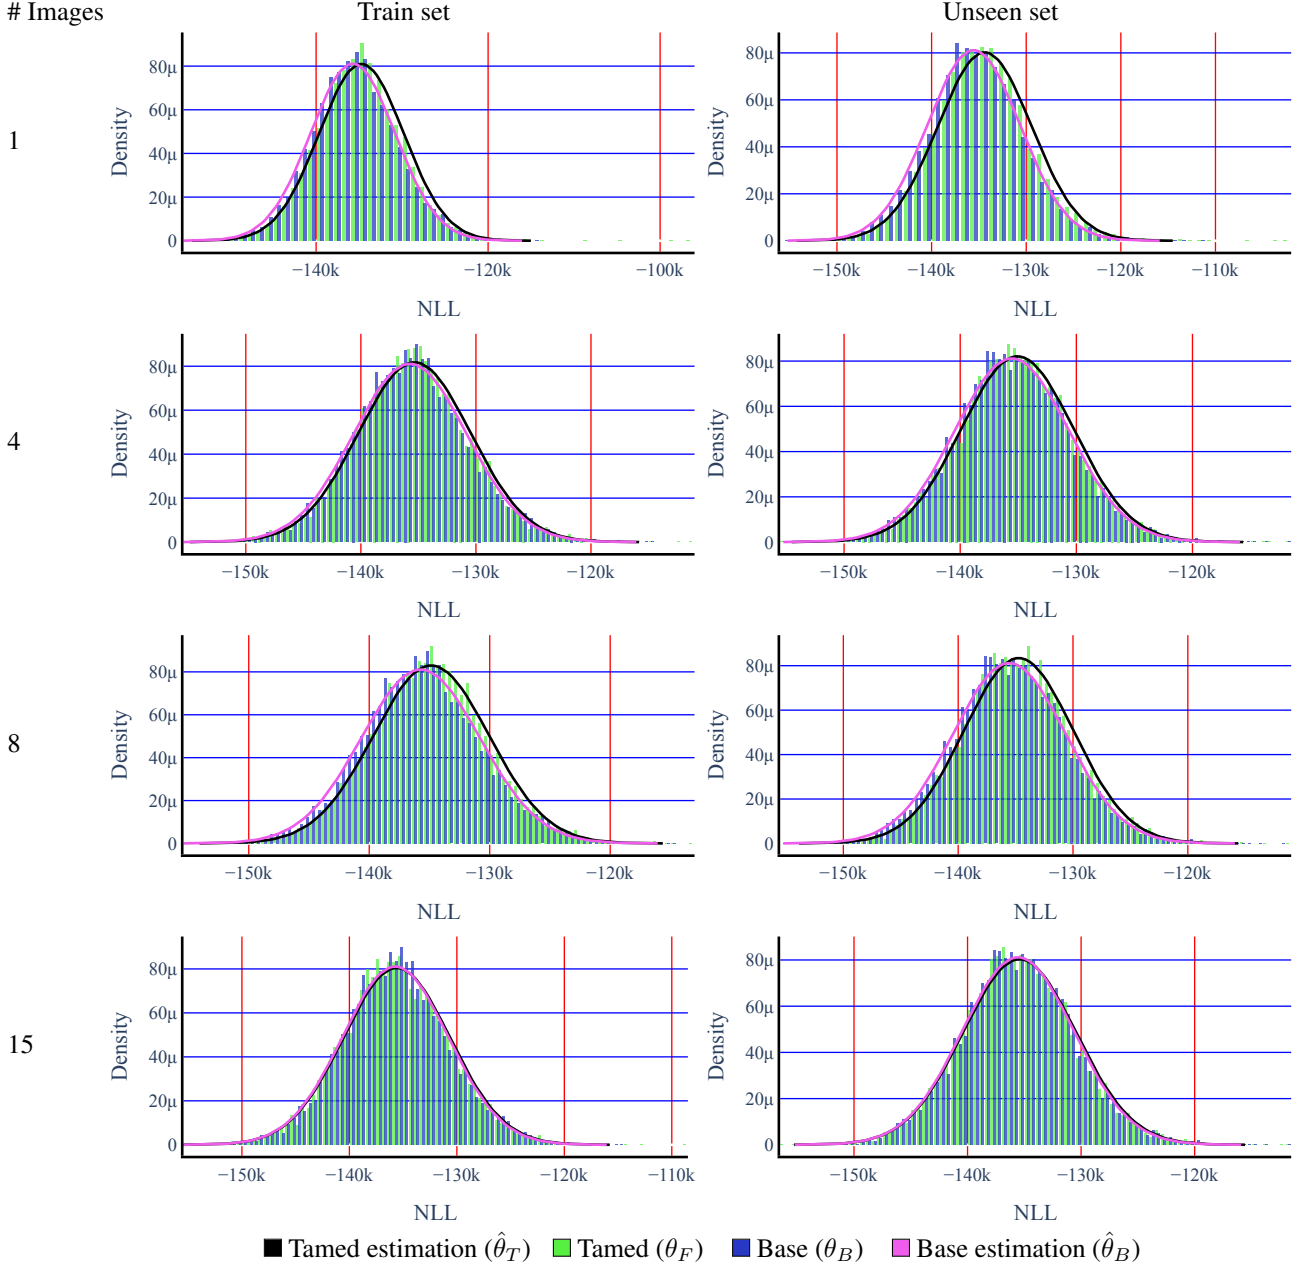 # Images Train set Unseen set
1
Density
80μ
60μ
40μ
20μ
0
−140k −120k −100k
NLL
Density
80μ
60μ
40μ
20μ
0
−150k −140k −130k −120k −110k
NLL
4
Density
80μ
60μ
40μ
20μ
0
−150k −140k −130k −120k
NLL
Density
80μ
60μ
40μ
20μ
0
−150k −140k −130k −120k
NLL
8
Density
80μ
60μ
40μ
20μ
0
−150k −140k −130k −120k
NLL
Density
80μ
60μ
40μ
20μ
0
−150k −140k −130k −120k
NLL
15
Density
80μ
60μ
40μ
20μ
0
−150k −140k −130k −120k −110k
NLL
Density
80μ
60μ
40μ
20μ
0
−150k −140k −130k −120k
NLL
Tamed estimation (θ̂_T) Tamed (θ_F) Base (θ_B) Base estimation (θ̂_B)